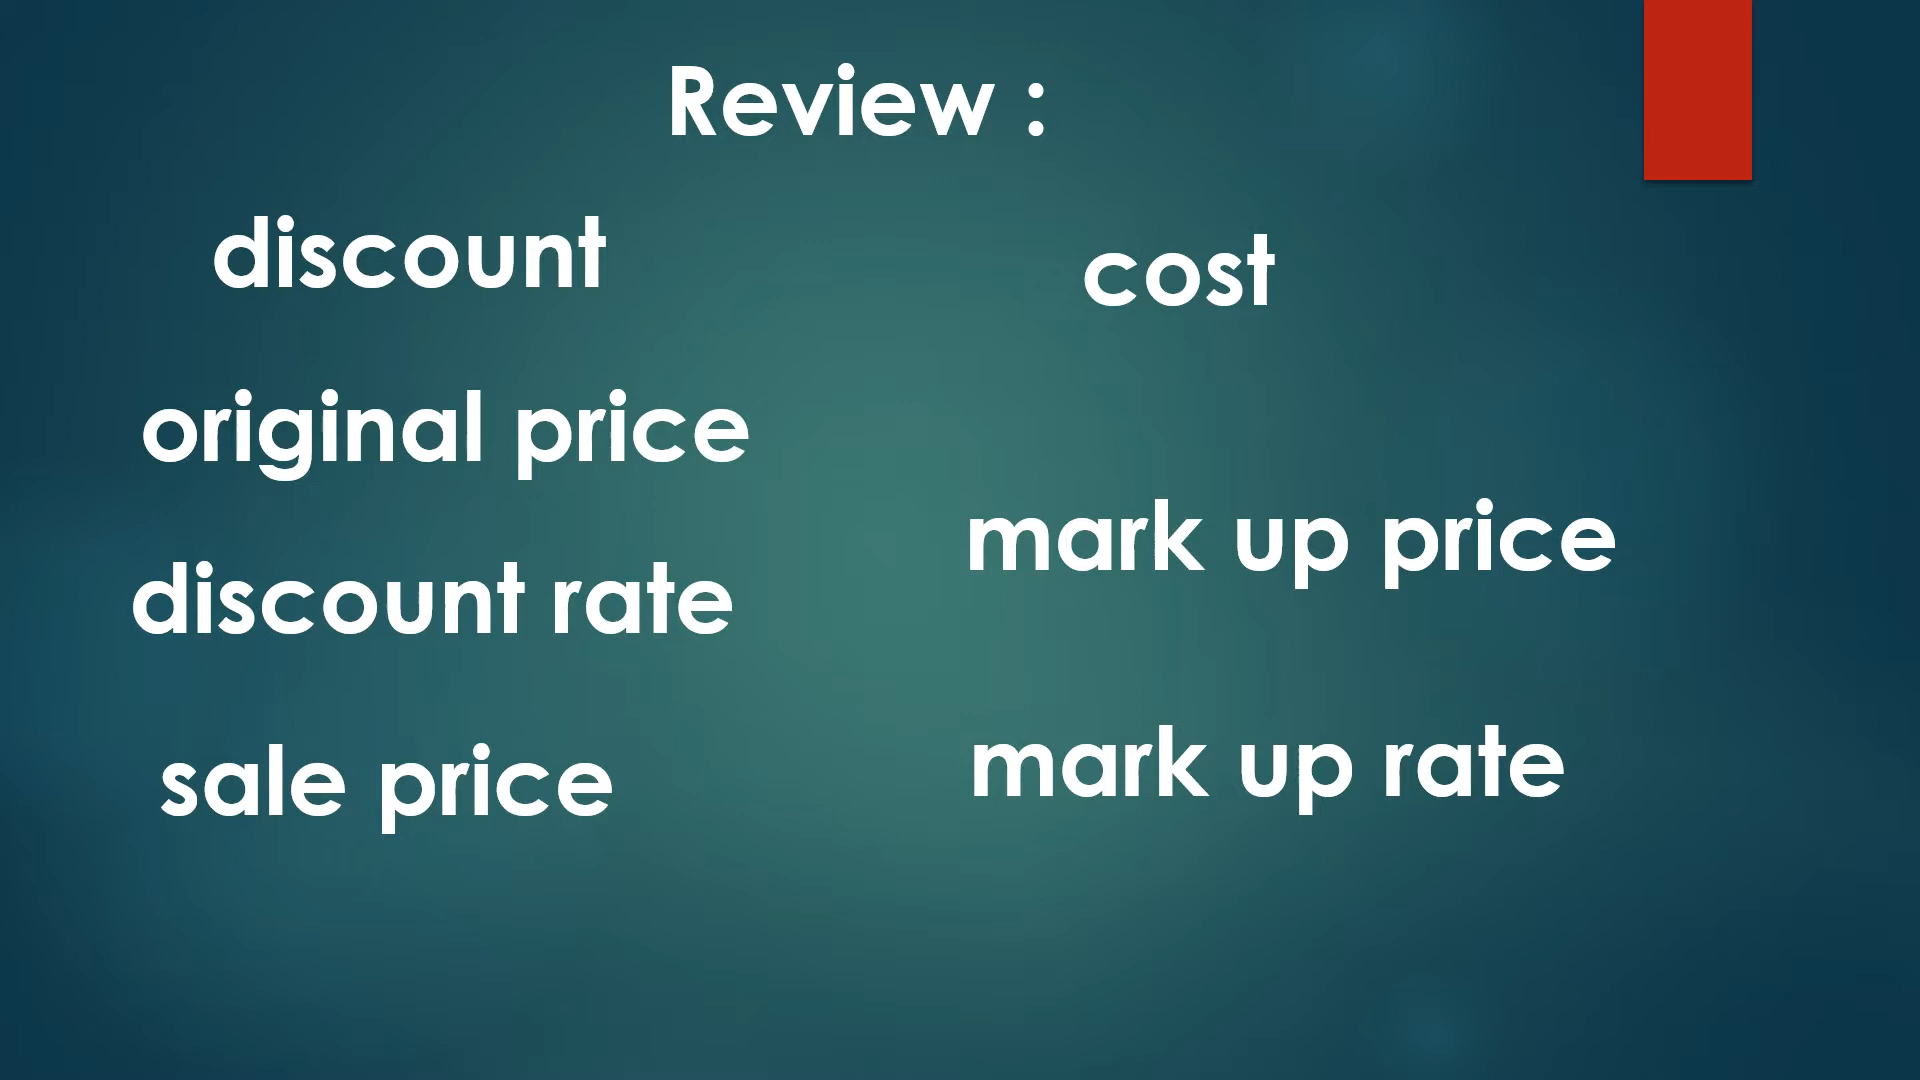 Review :
discount
original price
discount rate
sale price
cost
mark up price
mark up rate